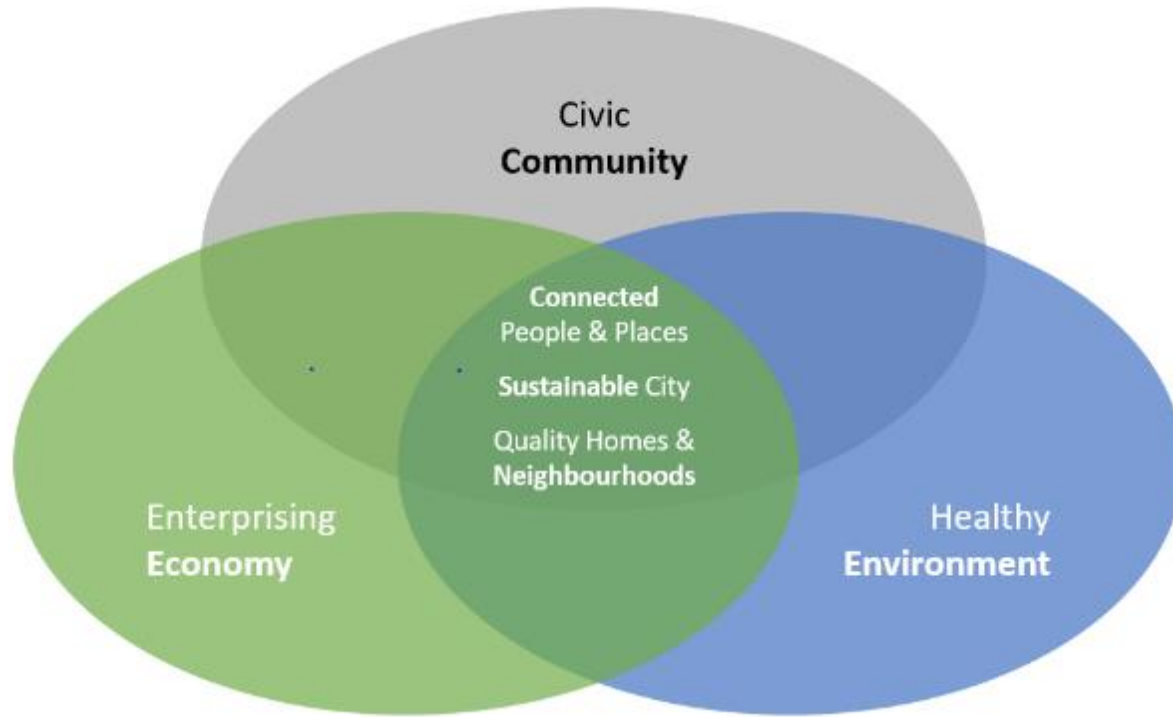 Civic
Community
Connected
People & Places
Sustainable City
Quality Homes &
Neighbourhoods
Enterprising
Economy
Healthy
Environment